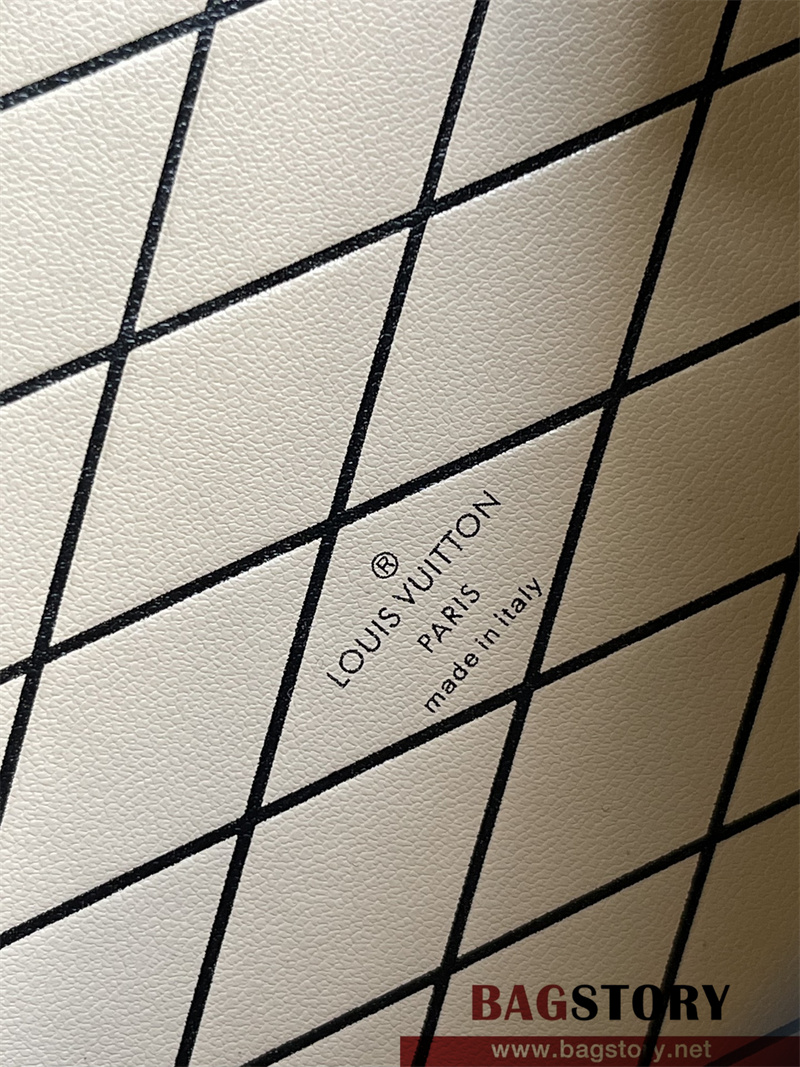 ®
LOUIS VUITTON
PARIS
made in italy
BAGSTORY
www.bagstory.net